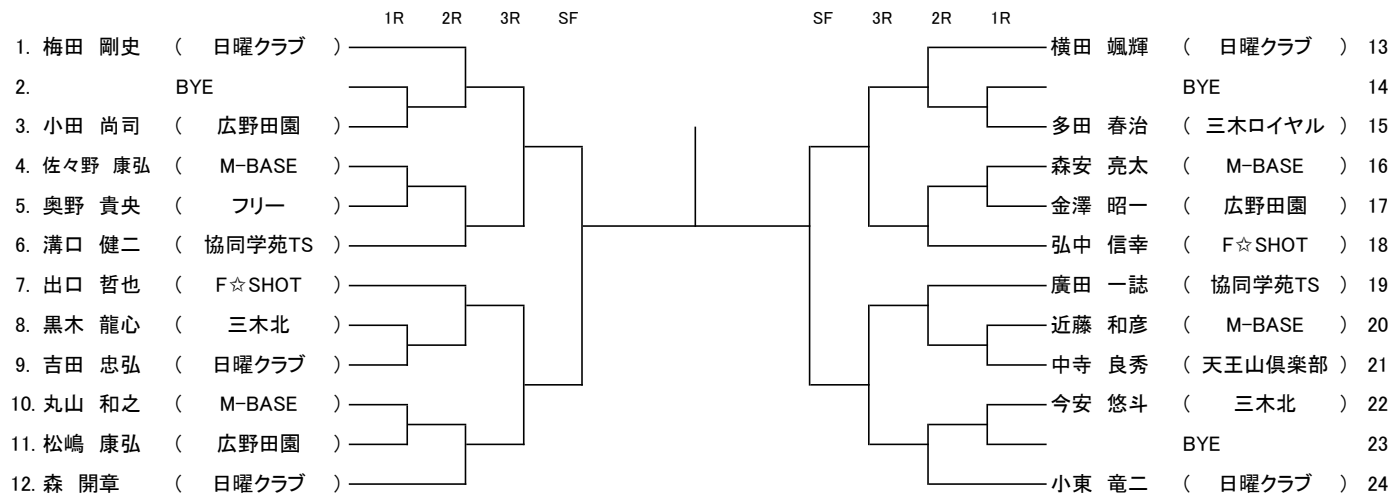 1R 2R 3R SF SF 3R 2R 1R
1. 梅田 剛史 ( 日曜クラブ ) 横田 颯輝 ( 日曜クラブ ) 13
2. BYE BYE 14
3. 小田 尚司 ( 広野田園 ) 多田 春治 ( 三木ロイヤル ) 15
4. 佐々野 康弘 ( M-BASE ) 森安 亮太 ( M-BASE ) 16
5. 奥野 貴央 ( フリー ) 金澤 昭一 ( 広野田園 ) 17
6. 溝口 健二 ( 協同学苑TS ) 弘中 信幸 ( F☆SHOT ) 18
7. 出口 哲也 ( F☆SHOT ) 廣田 一誌 ( 協同学苑TS ) 19
8. 黒木 龍心 ( 三木北 ) 近藤 和彦 ( M-BASE ) 20
9. 吉田 忠弘 ( 日曜クラブ ) 中寺 良秀 ( 天王山倶楽部 ) 21
10. 丸山 和之 ( M-BASE ) 今安 悠斗 ( 三木北 ) 22
11. 松嶋 康弘 ( 広野田園 ) BYE 23
12. 森 開章 ( 日曜クラブ ) 小東 竜二 ( 日曜クラブ ) 24